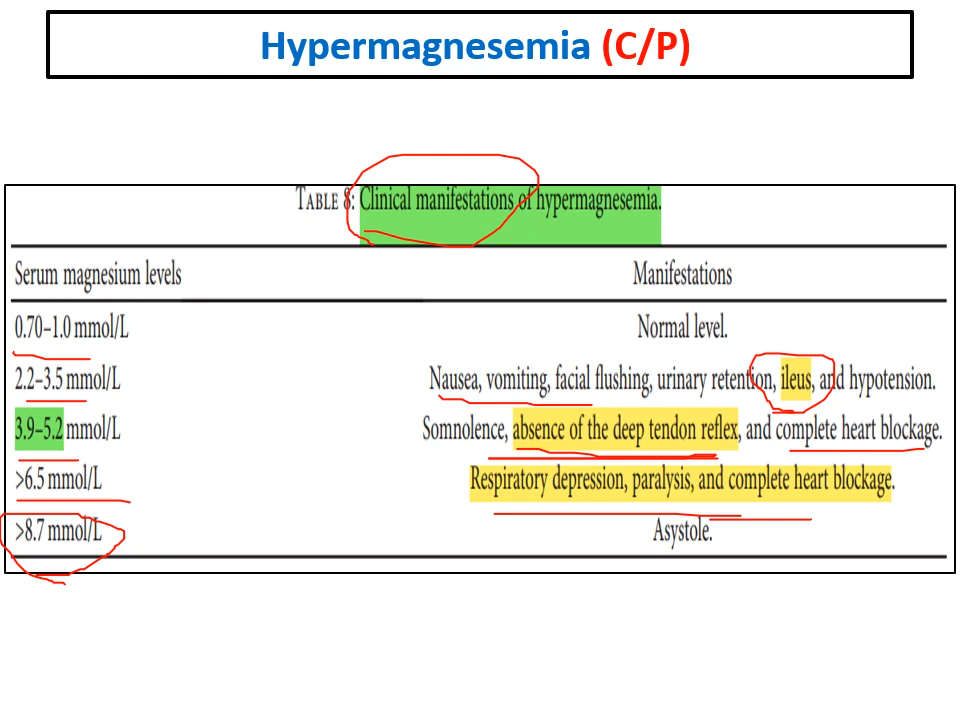 Hypermagnesemia (C/P)
TABLE 8: Clinical manifestations of hypermagnesemia.
Serum magnesium levels Manifestations
0.70–1.0 mmol/L Normal level.
2.2–3.5 mmol/L Nausea, vomiting, facial flushing, urinary retention, ileus, and hypotension.
3.9–5.2 mmol/L Somnolence, absence of the deep tendon reflex, and complete heart blockage.
>6.5 mmol/L Respiratory depression, paralysis, and complete heart blockage.
>8.7 mmol/L Asystole.